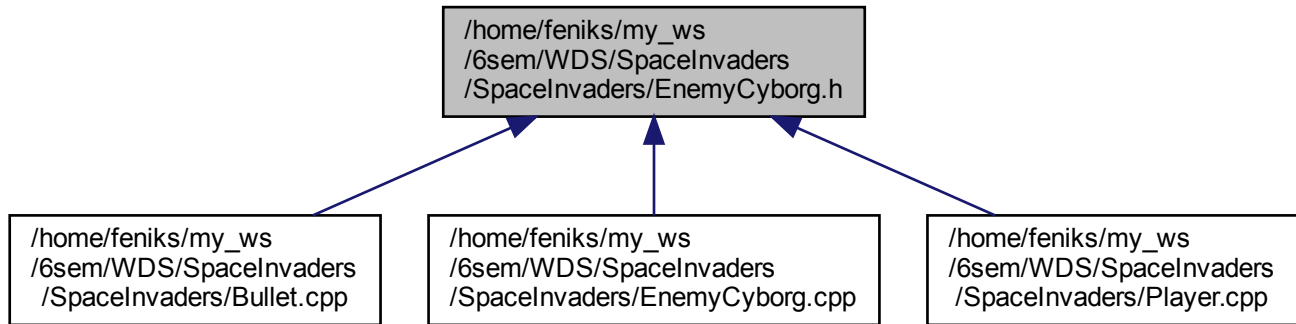 /home/feniks/my_ws
/6sem/WDS/SpaceInvaders
/SpaceInvaders/EnemyCyborg.h
/home/feniks/my_ws
/6sem/WDS/SpaceInvaders
/SpaceInvaders/Bullet.cpp
/home/feniks/my_ws
/6sem/WDS/SpaceInvaders
/SpaceInvaders/EnemyCyborg.cpp
/home/feniks/my_ws
/6sem/WDS/SpaceInvaders
/SpaceInvaders/Player.cpp